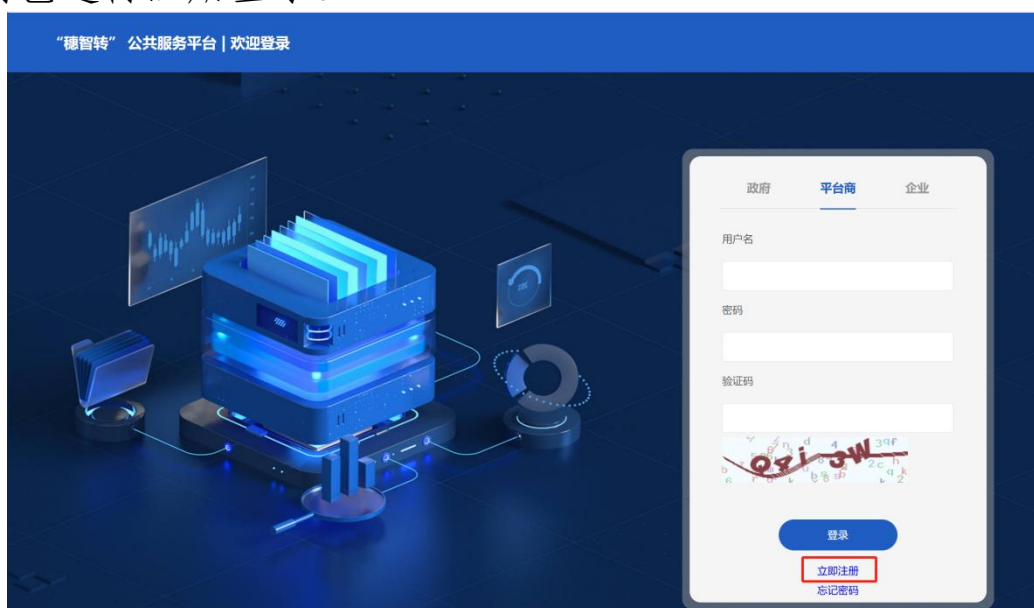 “穗智转” 公共服务平台 | 欢迎登录
政府 平台商 企业
用户名
密码
验证码
Q4i3W
登录
立即注册
忘记密码